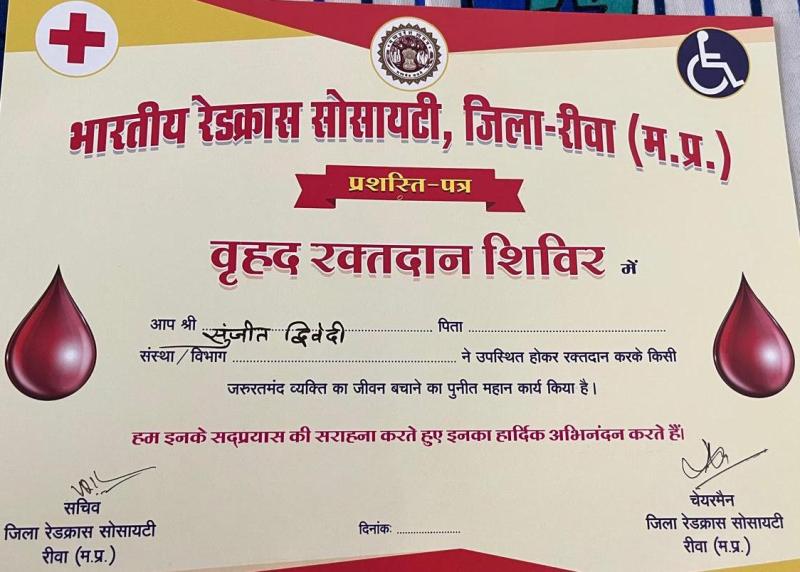 भारतीय रेडक्रास सोसायटी, जिला-रीवा (म.प्र.)
प्रशस्ति-पत्र
वृहद रक्तदान शिविर में
आप श्री सुंजीत द्विवेदी पिता
संस्था/विभाग ने उपस्थित होकर रक्तदान करके किसी
जरुरतमंद व्यक्ति का जीवन बचाने का पुनीत महान कार्य किया है।
हम इनके सद्प्रयास की सराहना करते हुए इनका हार्दिक अभिनन्दन करते हैं।
सचिव
जिला रेडक्रास सोसायटी
रीवा (म.प्र.)
दिनांकः
चेयरमैन
जिला रेडक्रास सोसायटी
रीवा (म.प्र.)